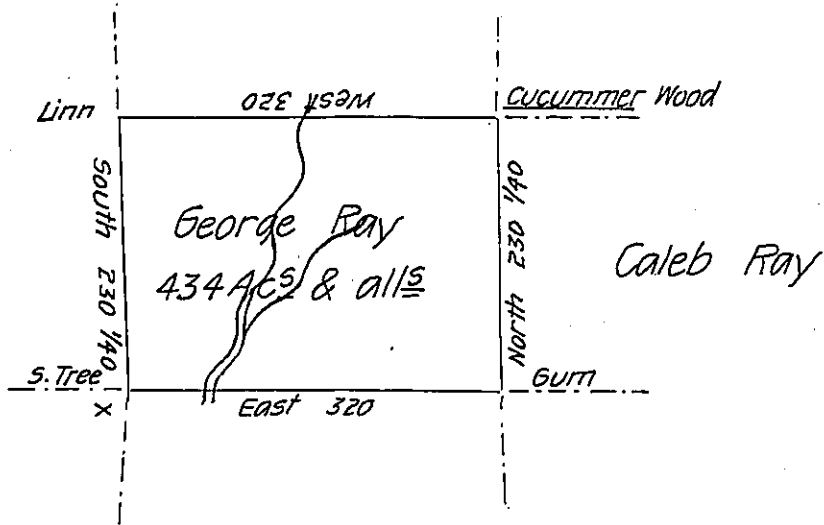 Linn
West 320
Cucummer Wood
South 230 1/40
George Ray
434 Acs & alls
North 230 1/40
Caleb Ray
S. Tree
X
East 320
Gum